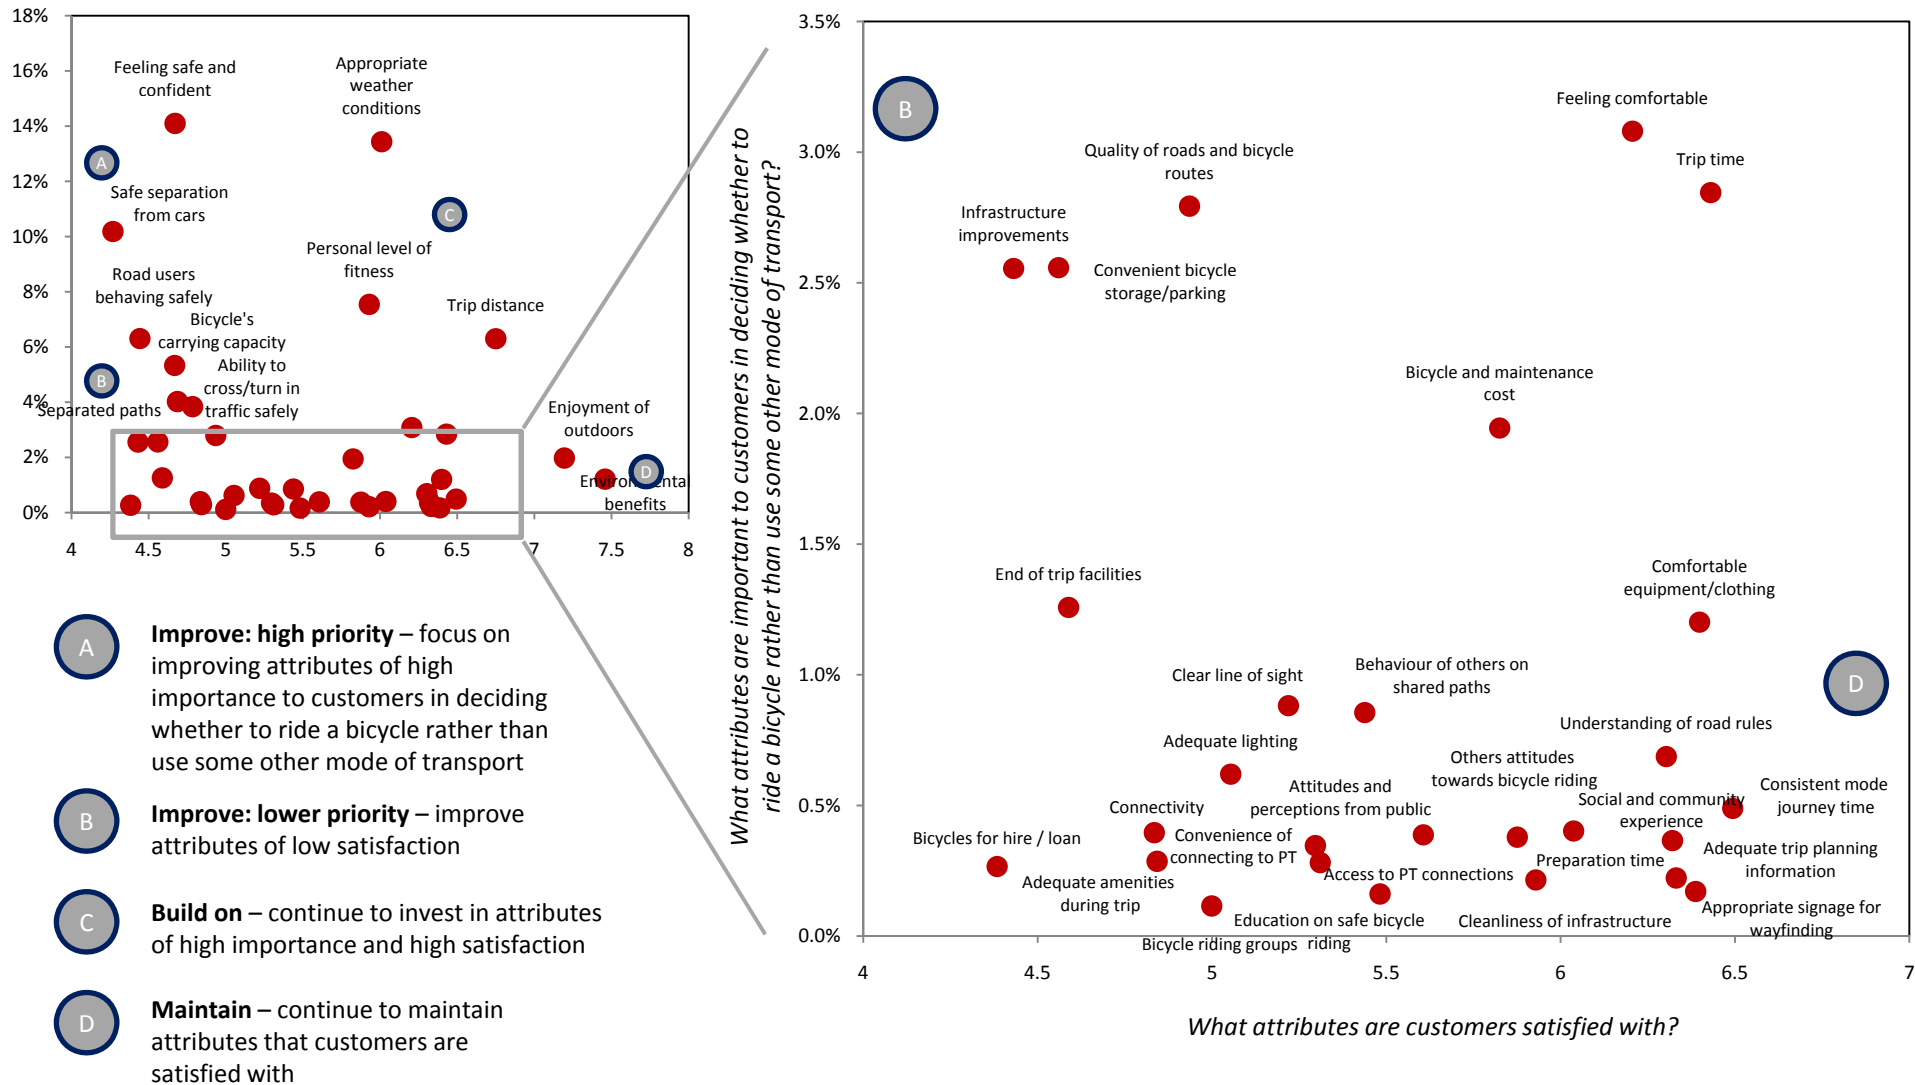 18%
16%
14%
12%
10%
8%
6%
4%
2%
0%
4
4.5
5
5.5
6
6.5
7
7.5
8
Feeling safe and
confident
Appropriate
weather
conditions
A
Safe separation
from cars
C
Personal level of
fitness
Road users
behaving safely
Trip distance
Bicycle's
carrying capacity
B
Ability to
cross/turn in
traffic safely
Separated paths
Enjoyment of
outdoors
D
Environmental
benefits
A
Improve: high priority – focus on
improving attributes of high
importance to customers in deciding
whether to ride a bicycle rather than
use some other mode of transport
B
Improve: lower priority – improve
attributes of low satisfaction
C
Build on – continue to invest in attributes
of high importance and high satisfaction
D
Maintain – continue to maintain
attributes that customers are
satisfied with
What attributes are important to customers in deciding whether to
ride a bicycle rather than use some other mode of transport?
3.5%
3.0%
2.5%
2.0%
1.5%
1.0%
0.5%
0.0%
4
4.5
5
5.5
6
6.5
7
What attributes are customers satisfied with?
B
Feeling comfortable
Quality of roads and bicycle
routes
Trip time
Infrastructure
improvements
Convenient bicycle
storage/parking
Bicycle and maintenance
cost
End of trip facilities
Comfortable
equipment/clothing
Clear line of sight
Behaviour of others on
shared paths
D
Understanding of road rules
Adequate lighting
Others attitudes
towards bicycle riding
Attitudes and
perceptions from public
Consistent mode
journey time
Social and community
experience
Connectivity
Bicycles for hire / loan
Convenience of
connecting to PT
Preparation time
Adequate trip planning
information
Access to PT connections
Adequate amenities
during trip
Education on safe bicycle
riding
Cleanliness of infrastructure
Appropriate signage for
wayfinding
Bicycle riding groups